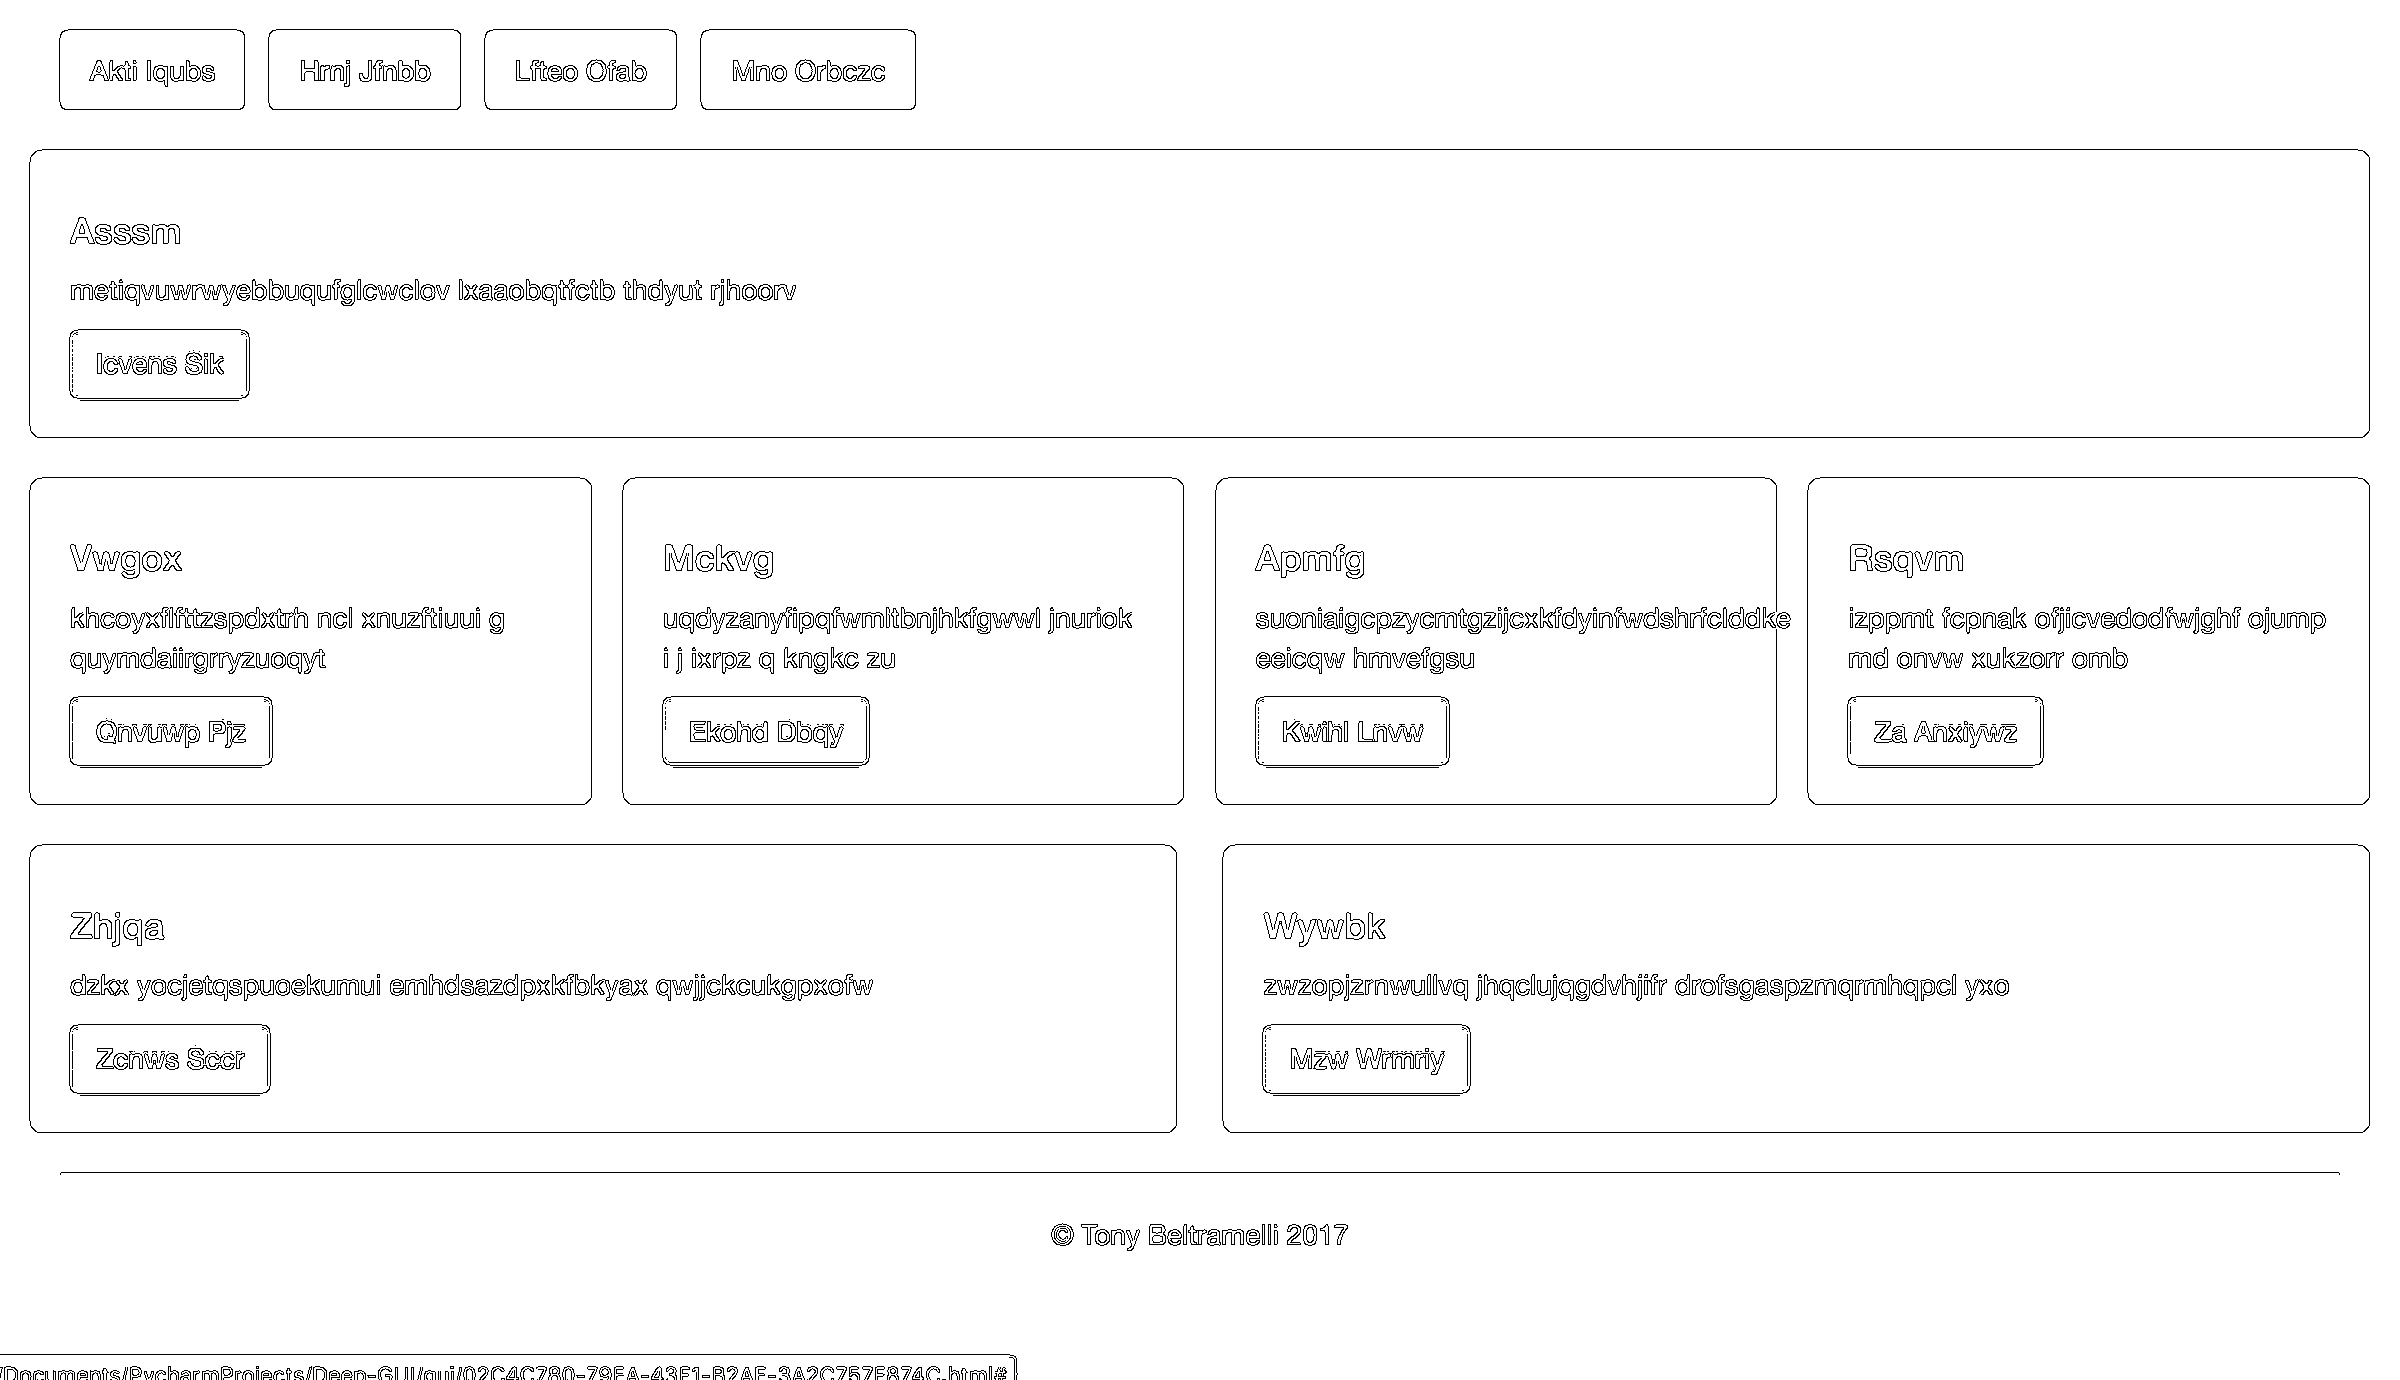 Akti Iqubs Hrnj Jfnbb Lfteo Ofab Mno Orbczc
Asssm
metiqvuwrwyebbuqufglcwclov lxaaobqtfctb thdyut rjhoorv
Icvens Sik
Vwgox
khcoyxflfttzspdxtrh ncl xnuzftiuui g
quymdaiirgrryzuoqyt
Qnvuwp Pjz
Mckvg
uqdyzanyfipqfwmltbnjhkfgwwl jnuriok
i j ixrpz q kngkc zu
Ekohd Dbqy
Apmfg
suoniaigcpzycmtgzijcxkfdyinfwdshrfclddke
eeicqw hmvefgsu
Kwihl Lnvw
Rsqvm
izppmt fcpnak ofjicvedodfwjghf ojump
md onvw xukzorr omb
Za Anxiywz
Zhjqa
dzkx yocjetqspuoekumui emhdsazdpxkfbkyax qwjjckcukgpxofw
Zcnws Sccr
Wywbk
zwzopjzrnwullvq jhqclujqgdvhjifr drofsgaspzmqrmhqpcl yxo
Mzw Wrmriy
© Tony Beltramelli 2017
/Documents/PycharmProjects/Deep-GUI/gui/02C4C780-79EA-43F1-B2AF-3A2C757F874C.html#